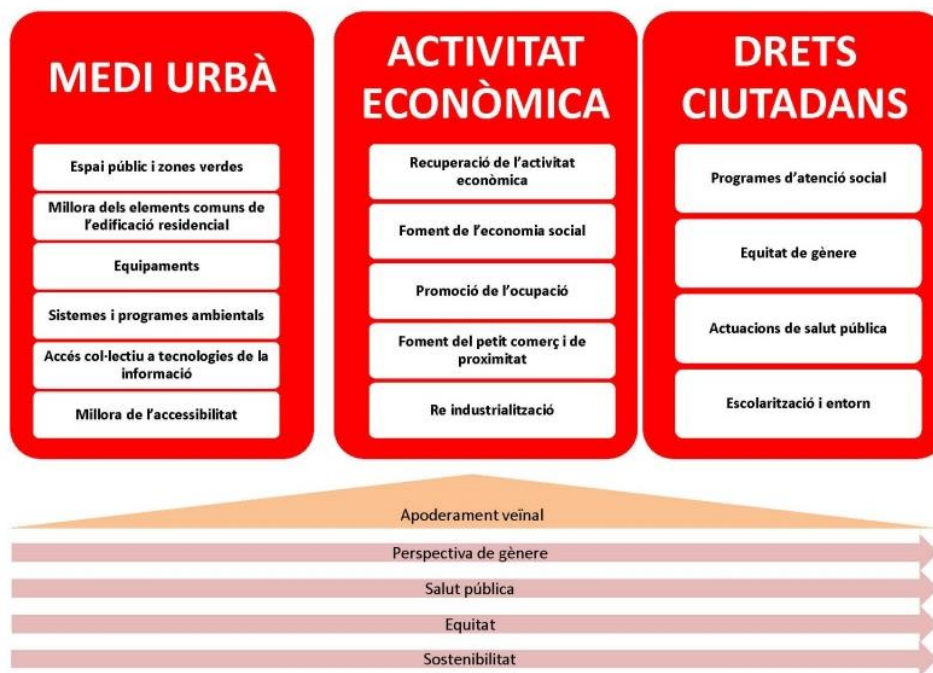 MEDI URBÀ
Espai públic i zones verdes
Millora dels elements comuns de
l'edificació residencial
Equipaments
Sistemes i programes ambientals
Accés col·lectiu a tecnologies de la
informació
Millora de l'accessibilitat
ACTIVITAT
ECONÒMICA
Recuperació de l'activitat
econòmica
Foment de l'economia social
Promoció de l'ocupació
Foment del petit comerç i de
proximitat
Re industrialització
DRETS
CIUTADANS
Programes d'atenció social
Equitat de gènere
Actuacions de salut pública
Escolarització i entorn
Apoderament veïnal
Perspectiva de gènere
Salut pública
Equitat
Sostenibilitat